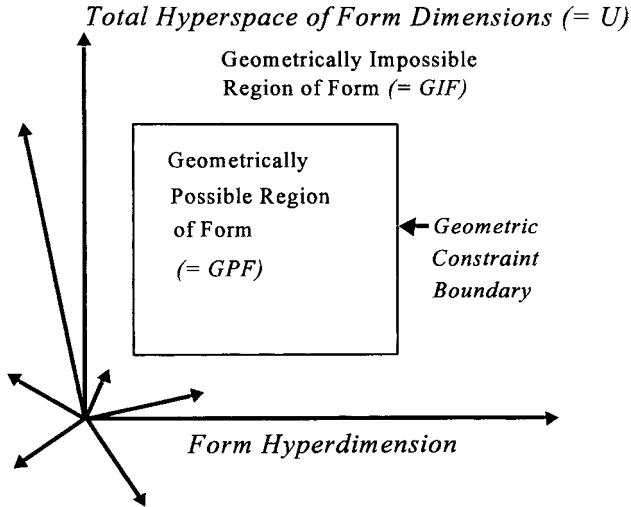 Total Hyperspace of Form Dimensions (= U)
Geometrically Impossible
Region of Form (= GIF)
Geometrically
Possible Region
of Form
(= GPF)
Geometric
Constraint
Boundary
Form Hyperdimension